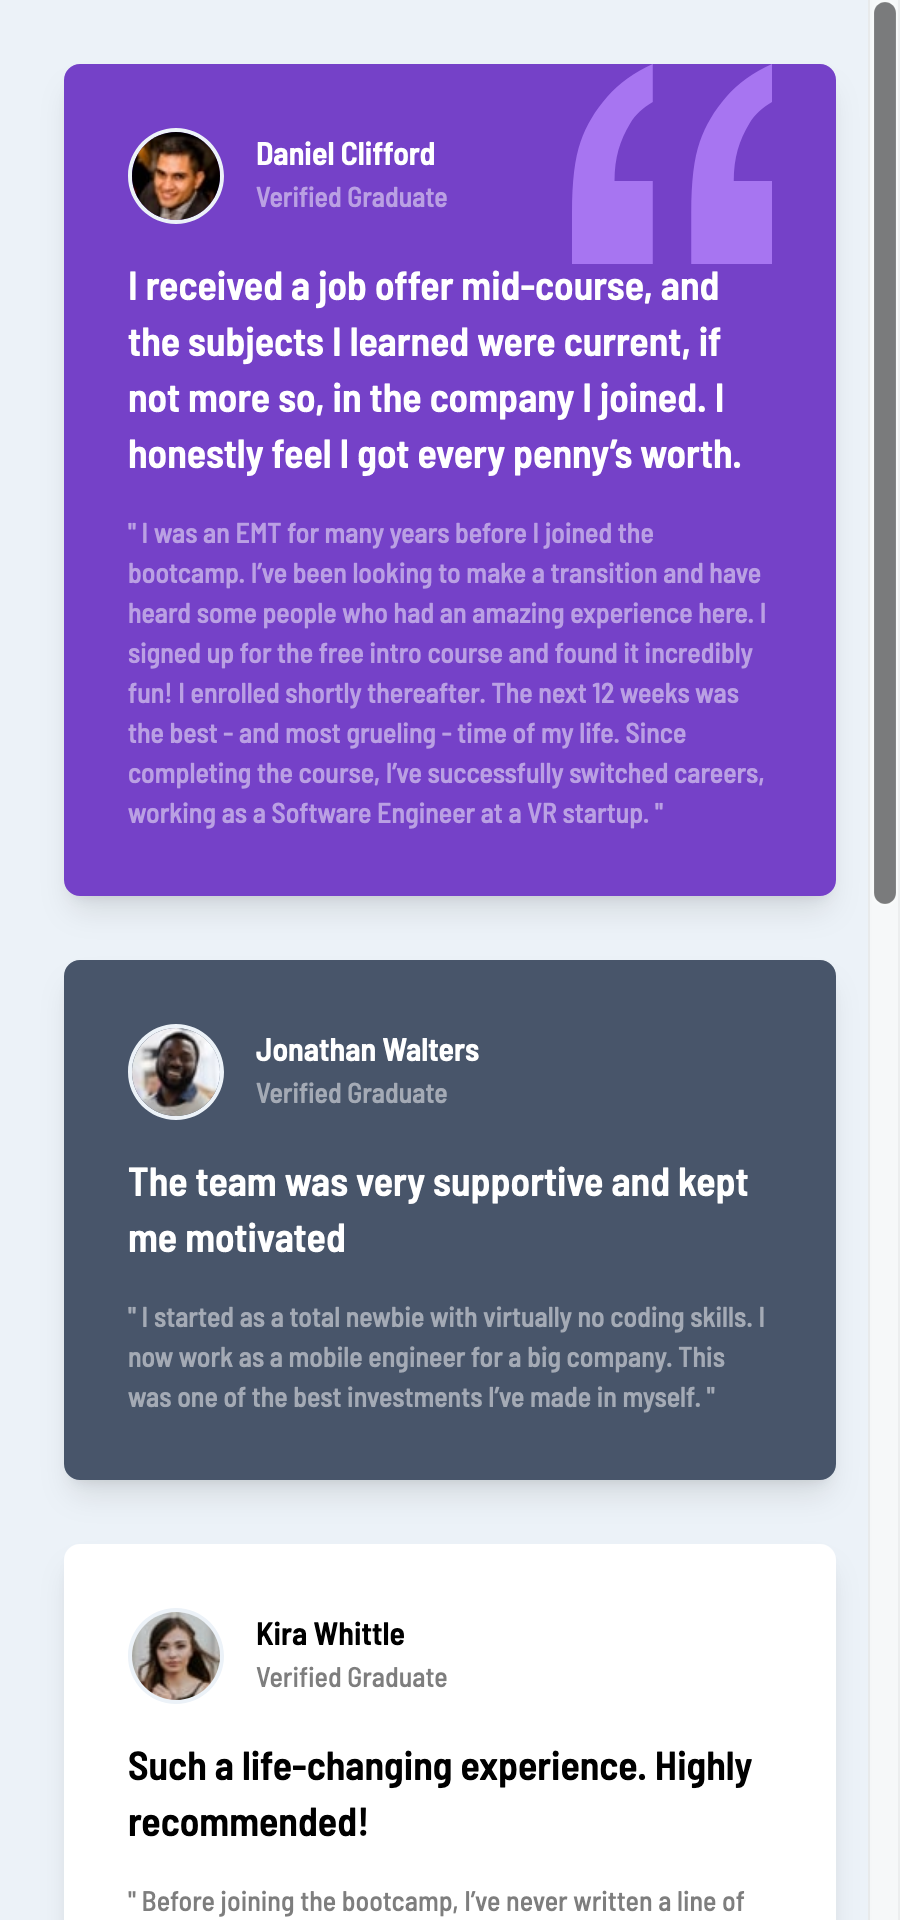 Daniel Clifford
Verified Graduate
I received a job offer mid-course, and
the subjects I learned were current, if
not more so, in the company I joined. I
honestly feel I got every penny’s worth.
" I was an EMT for many years before I joined the
bootcamp. I’ve been looking to make a transition and have
heard some people who had an amazing experience here. I
signed up for the free intro course and found it incredibly
fun! I enrolled shortly thereafter. The next 12 weeks was
the best - and most grueling - time of my life. Since
completing the course, I’ve successfully switched careers,
working as a Software Engineer at a VR startup. "
Jonathan Walters
Verified Graduate
The team was very supportive and kept
me motivated
" I started as a total newbie with virtually no coding skills. I
now work as a mobile engineer for a big company. This
was one of the best investments I’ve made in myself. "
Kira Whittle
Verified Graduate
Such a life-changing experience. Highly
recommended!
" Before joining the bootcamp, I’ve never written a line of